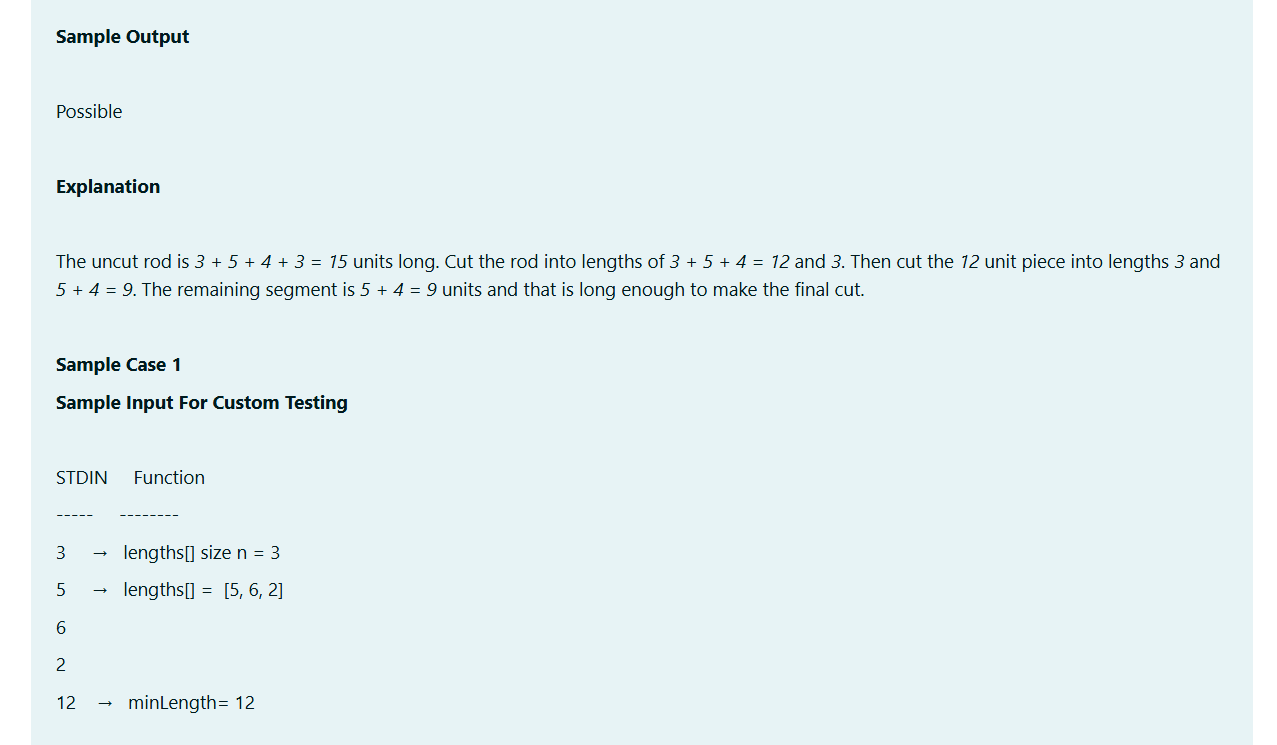 Sample Output
Possible
Explanation
The uncut rod is 3 + 5 + 4 + 3 = 15 units long. Cut the rod into lengths of 3 + 5 + 4 = 12 and 3. Then cut the 12 unit piece into lengths 3 and
5 + 4 = 9. The remaining segment is 5 + 4 = 9 units and that is long enough to make the final cut.
Sample Case 1
Sample Input For Custom Testing
STDIN Function
----- --------
3 → lengths[] size n = 3
5 → lengths[] = [5, 6, 2]
6
2
12 → minLength= 12